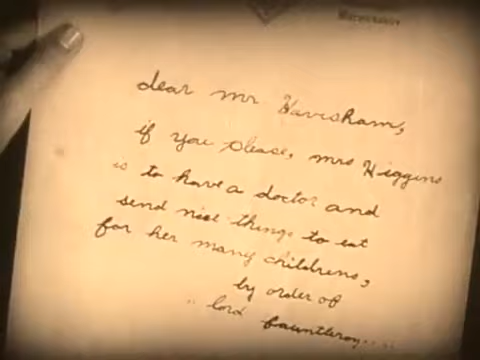 dear mr Havisham,
if you please, mrs Higgins
is to have a doctor and
send nise things to eat
for her many childrens,
by order of
"lord fauntleroy"